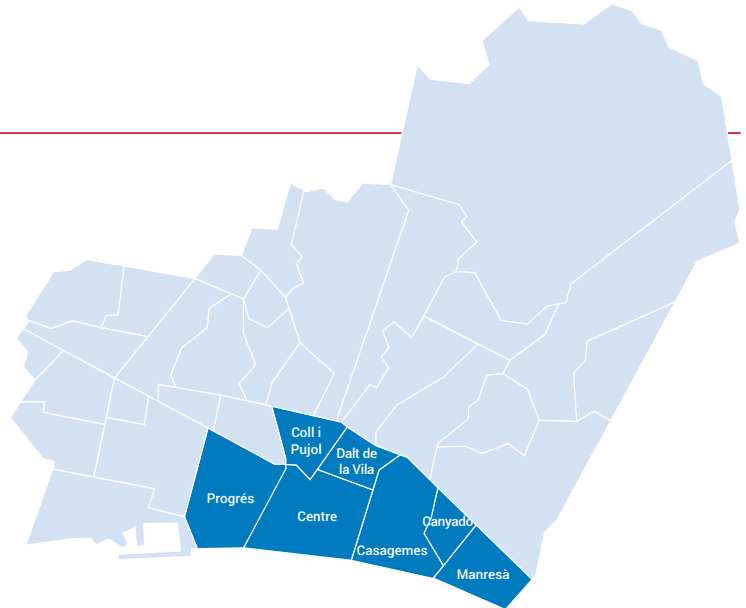 Coll i
Pujol
Dalt de
la Vila
Progrés
Centre
Canyadó
Casagemes
Manresà